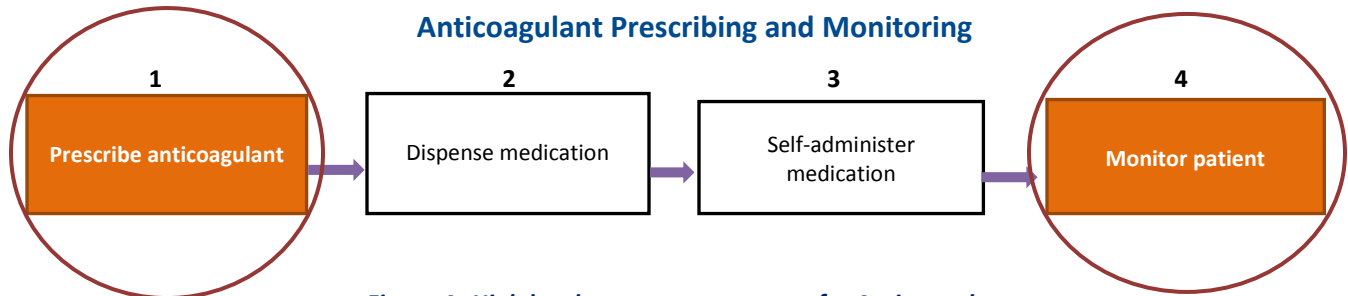 Anticoagulant Prescribing and Monitoring
1
2
3
4
Prescribe anticoagulant
Dispense medication
Self-administer
medication
Monitor patient